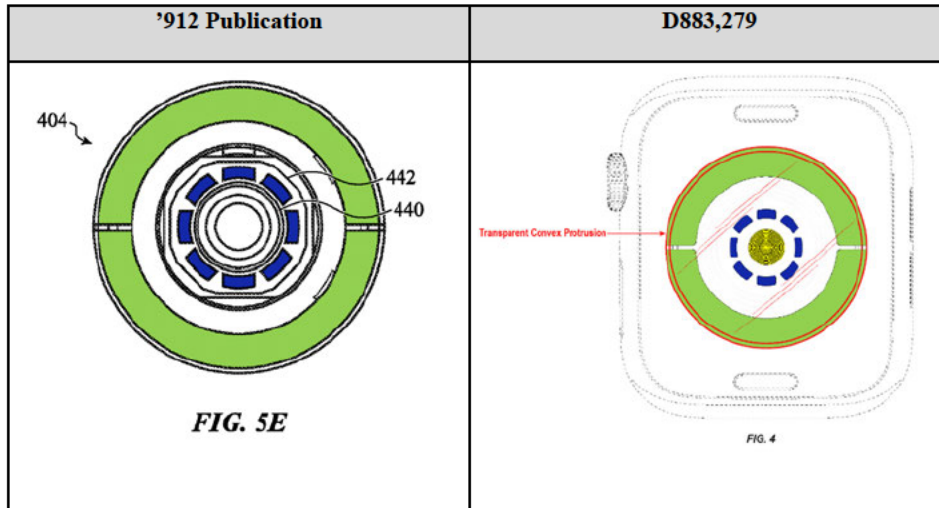 ’912 Publication
D883,279
404
442
440
Transparent Convex Protrusion
FIG. 5E
FIG. 4